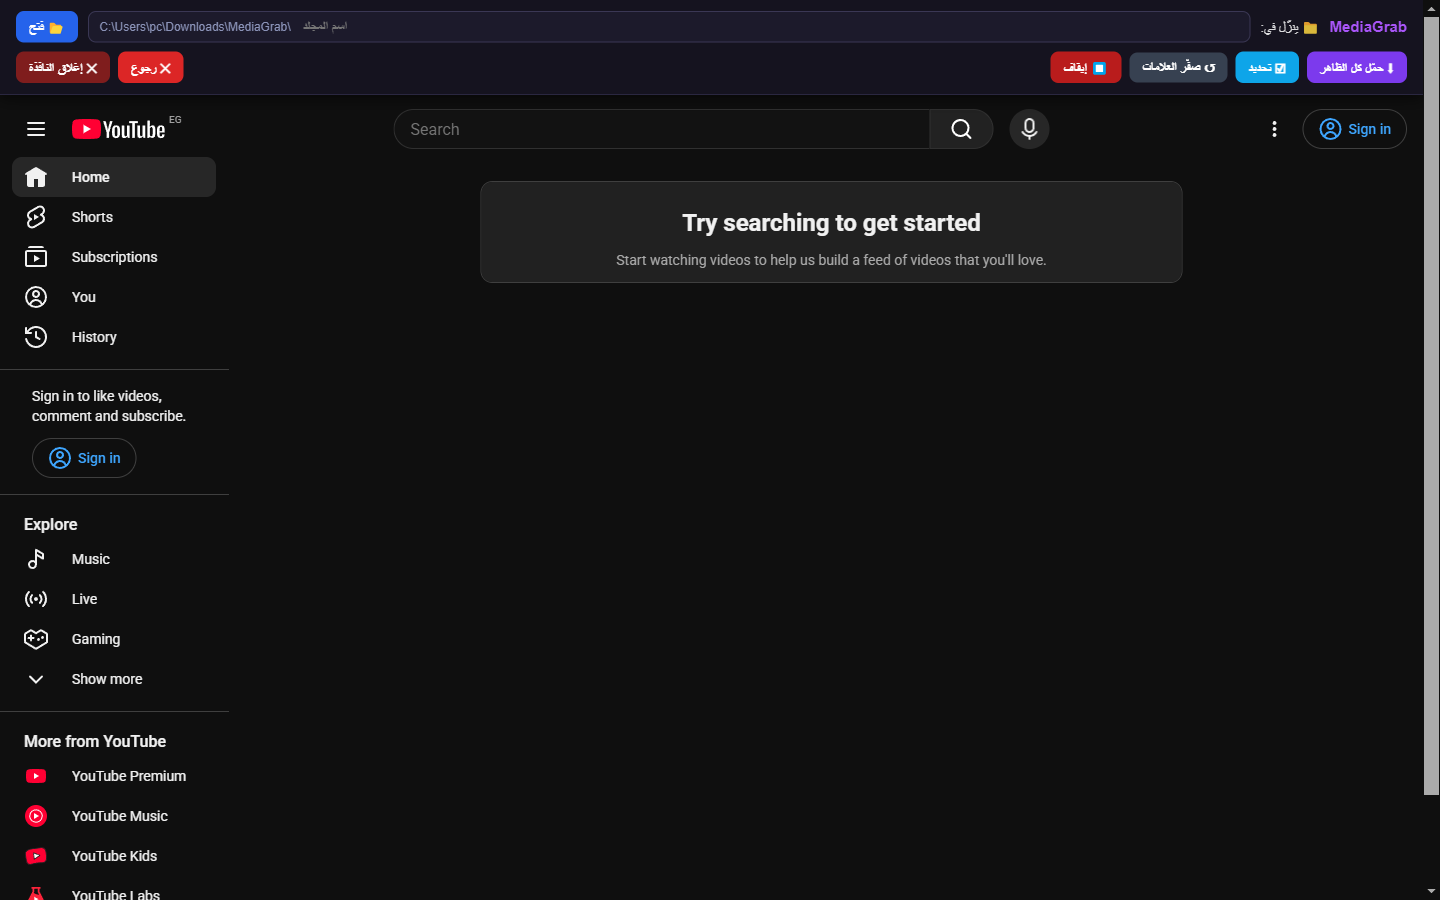 MediaGrab
ينزّل في:
C:\Users\pc\Downloads\MediaGrab\ اسم المجلد
فتح
حمّل كل الظاهر
تحديد
صفّر العلامات
إيقاف
رجوع
إغلاق النافذة
YouTube EG
Search
Sign in
Home
Shorts
Subscriptions
You
History
Sign in to like videos,
comment and subscribe.
Sign in
Explore
Music
Live
Gaming
Show more
More from YouTube
YouTube Premium
YouTube Music
YouTube Kids
YouTube Labs
Try searching to get started
Start watching videos to help us build a feed of videos that you'll love.